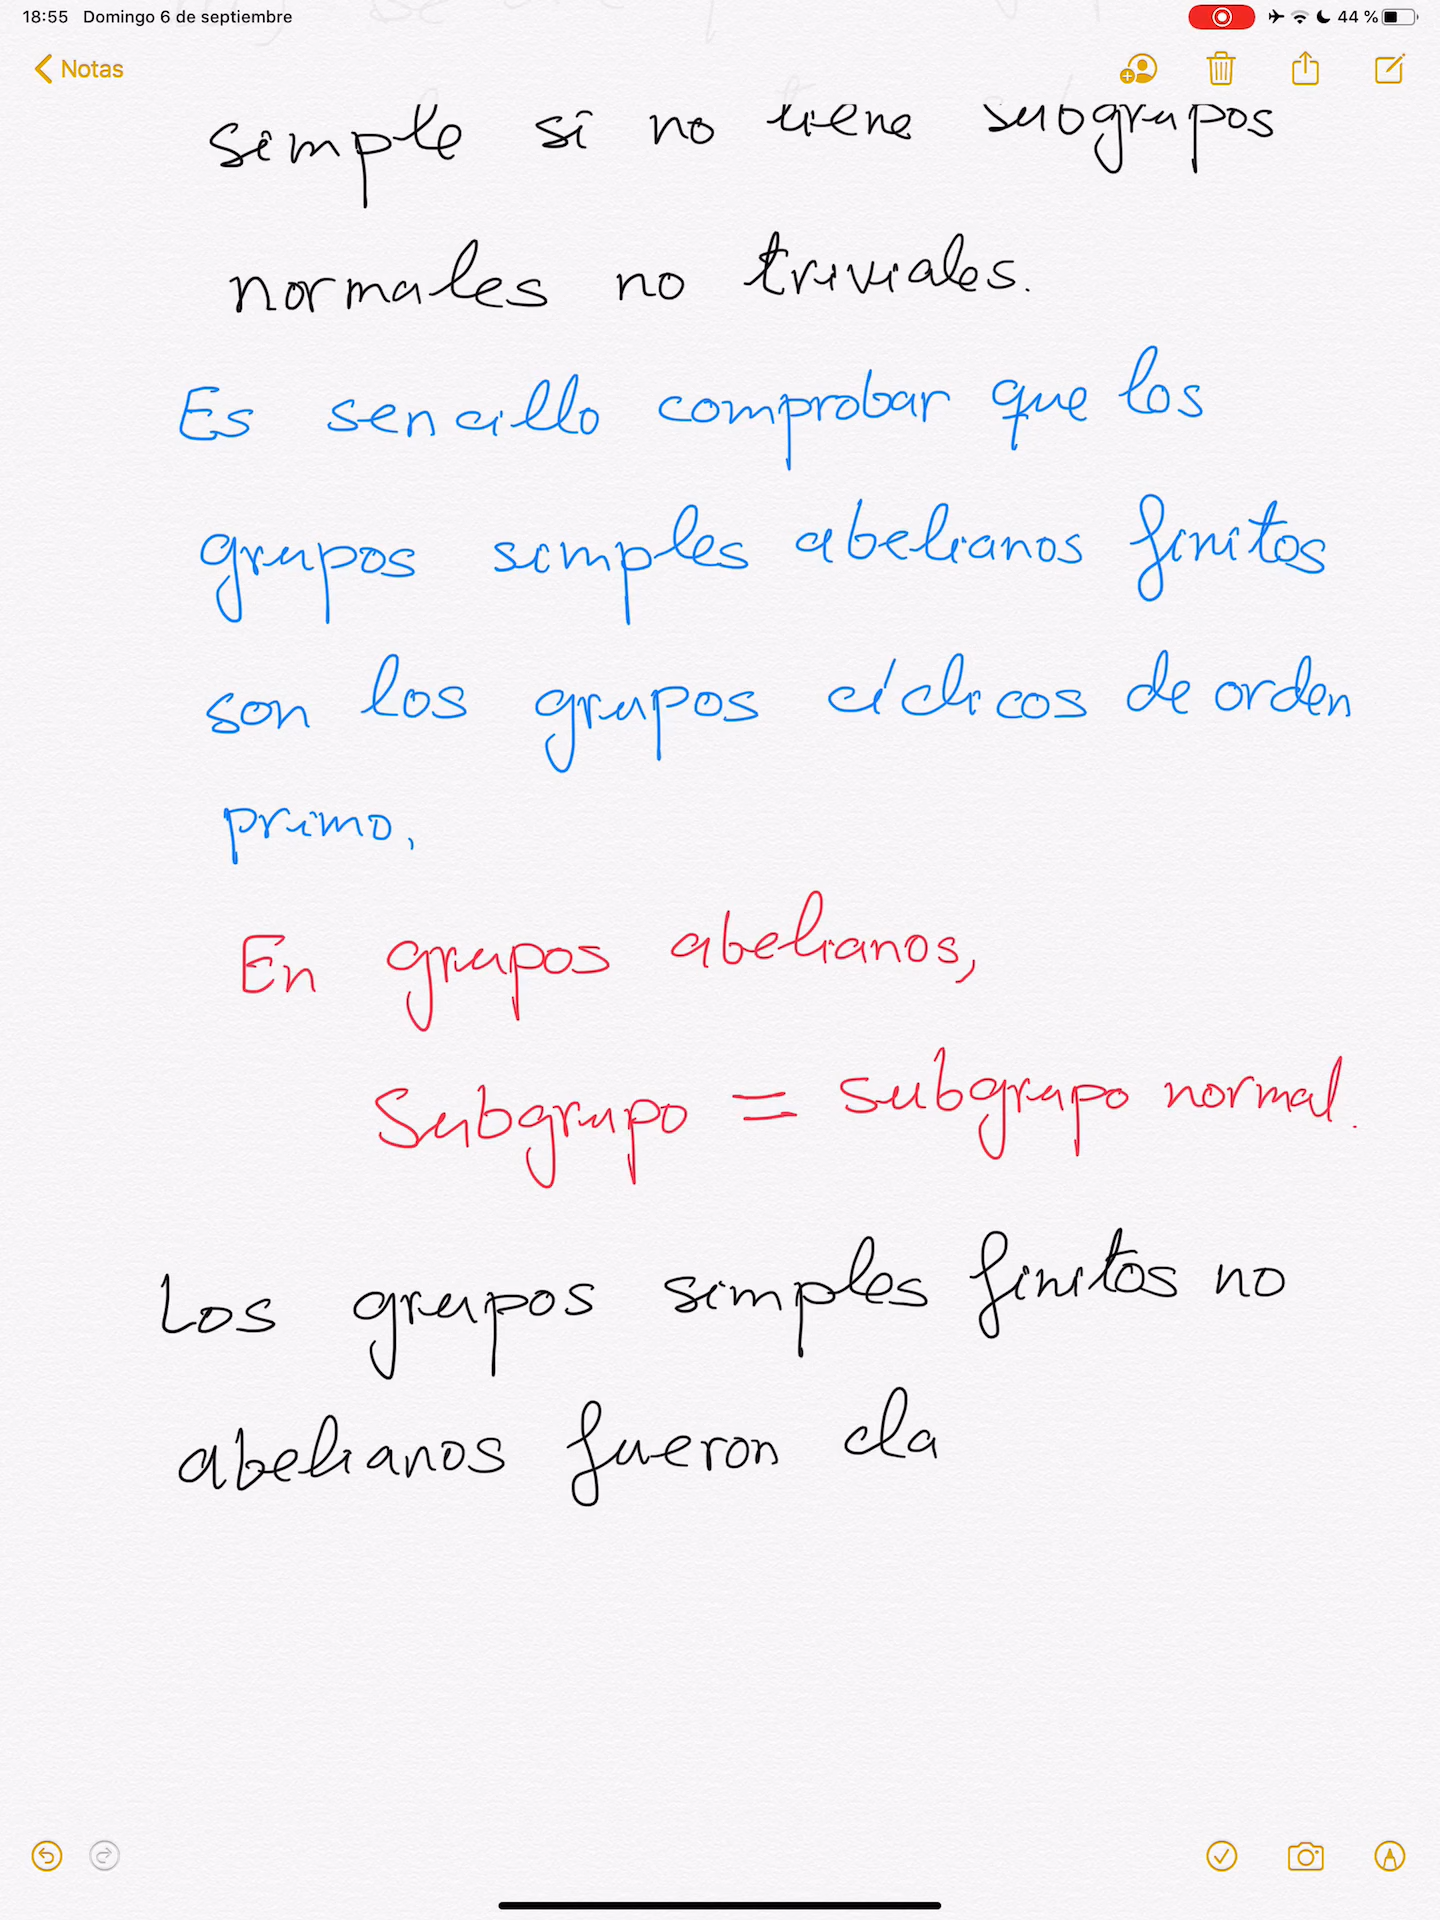 18:55 Domingo 6 de septiembre 44 %
Notas
simple si no tiene subgrupos
normales no triviales.
Es sencillo comprobar que los
grupos simples abelianos finitos
son los grupos cíclicos de orden
primo.
En grupos abelianos,
Subgrupo = subgrupo normal.
Los grupos simples finitos no
abelianos fueron cla